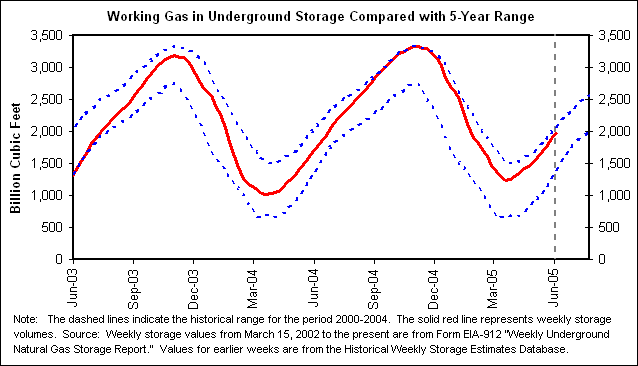 Working Gas in Underground Storage Compared with 5-Year Range
3,500 3,500
3,000 3,000
2,500 2,500
2,000 2,000
1,500 1,500
1,000 1,000
500 500
0 0
Billion Cubic Feet
Jun-03 Sep-03 Dec-03 Mar-04 Jun-04 Sep-04 Dec-04 Mar-05 Jun-05
Note: The dashed lines indicate the historical range for the period 2000-2004. The solid red line represents weekly storage
volumes. Source: Weekly storage values from March 15, 2002 to the present are from Form EIA-912 "Weekly Underground
Natural Gas Storage Report." Values for earlier weeks are from the Historical Weekly Storage Estimates Database.